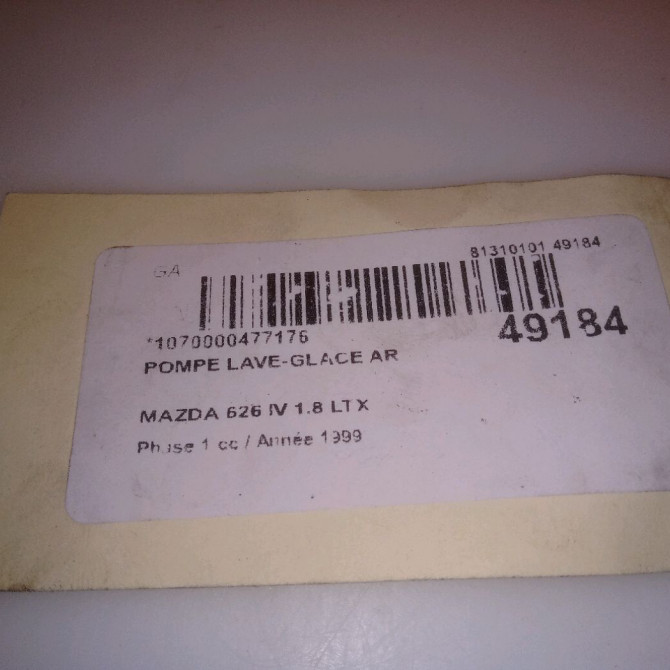 GA
81310101 49184
*1070000477176
49184
POMPE LAVE-GLACE AR
MAZDA 626 IV 1.8 LTX
Phase 1 cc / Année 1999